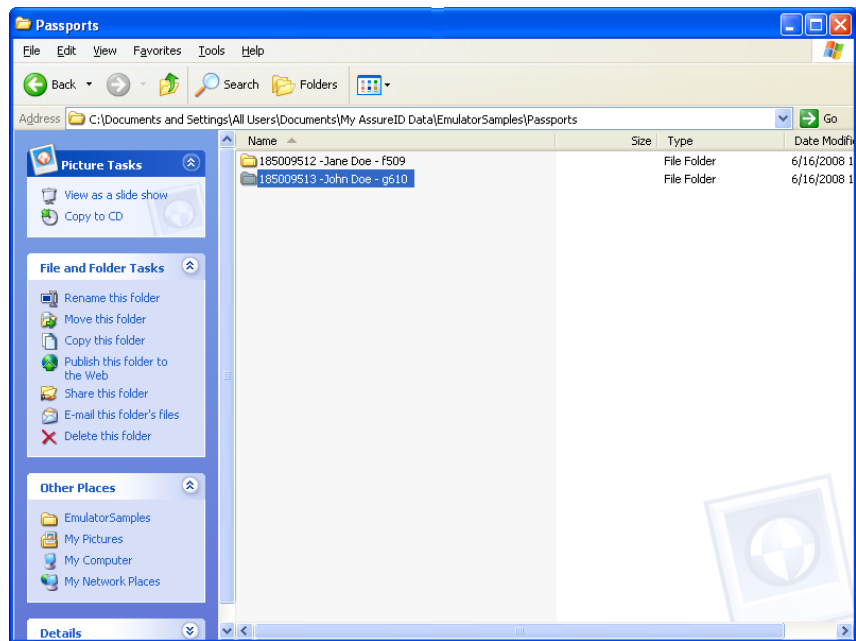 Passports
File Edit View Favorites Tools Help
Back Search Folders
Address C:\Documents and Settings\All Users\Documents\My AssureID Data\EmulatorSamples\Passports Go
Name Size Type Date Modifi
185009512 -Jane Doe - f509 File Folder 6/16/2008 1
185009513 -John Doe - g610 File Folder 6/16/2008 1
Picture Tasks
View as a slide show
Copy to CD
File and Folder Tasks
Rename this folder
Move this folder
Copy this folder
Publish this folder to
the Web
Share this folder
E-mail this folder's files
Delete this folder
Other Places
EmulatorSamples
My Pictures
My Computer
My Network Places
Details